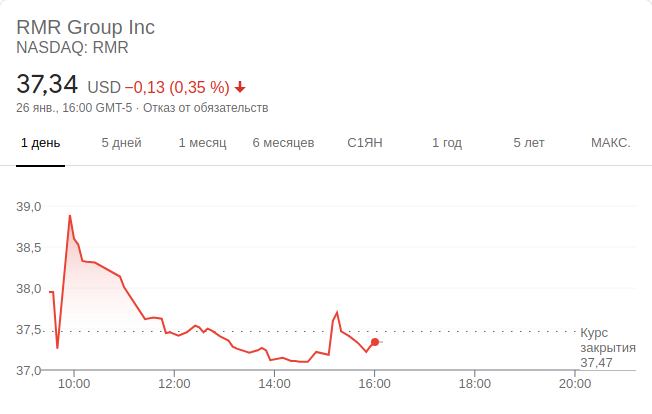 RMR Group Inc
NASDAQ: RMR
37,34 USD −0,13 (0,35 %)
26 янв., 16:00 GMT-5 · Отказ от обязательств
1 день 5 дней 1 месяц 6 месяцев С1ЯН 1 год 5 лет МАКС.
39,0
38,5
38,0
37,5
Курс
закрытия
37,47
37,0
10:00 12:00 14:00 16:00 18:00 20:00